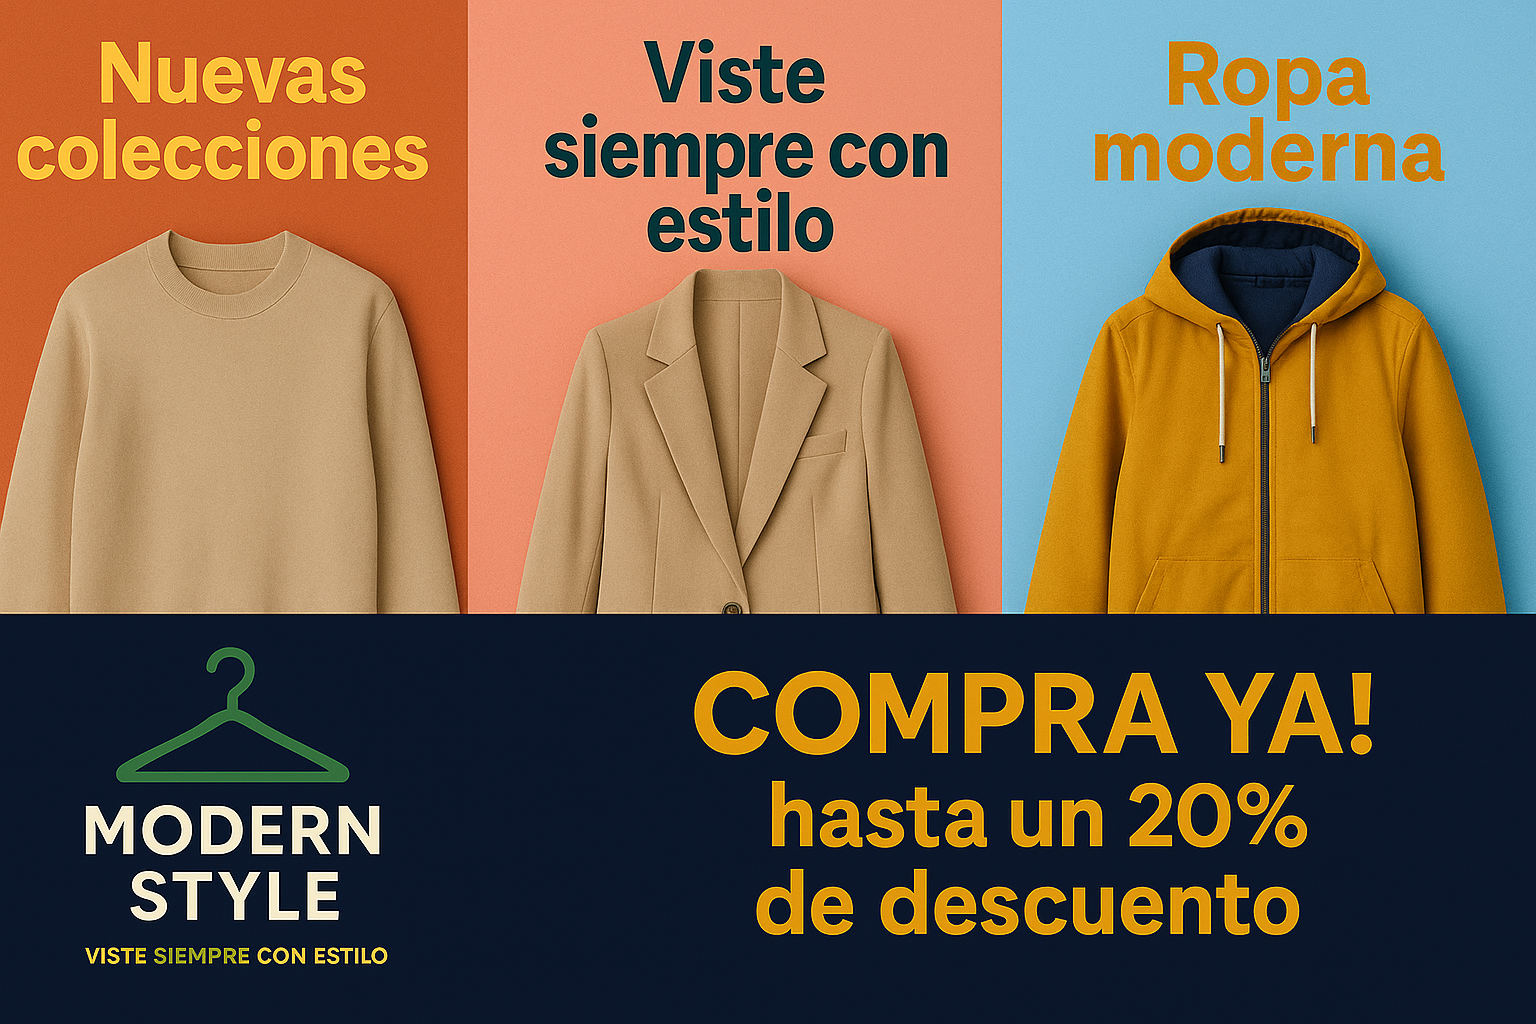 Nuevas
colecciones
Viste
siempre con
estilo
Ropa
moderna
MODERN
STYLE
VISTE SIEMPRE CON ESTILO
COMPRA YA!
hasta un 20%
de descuento